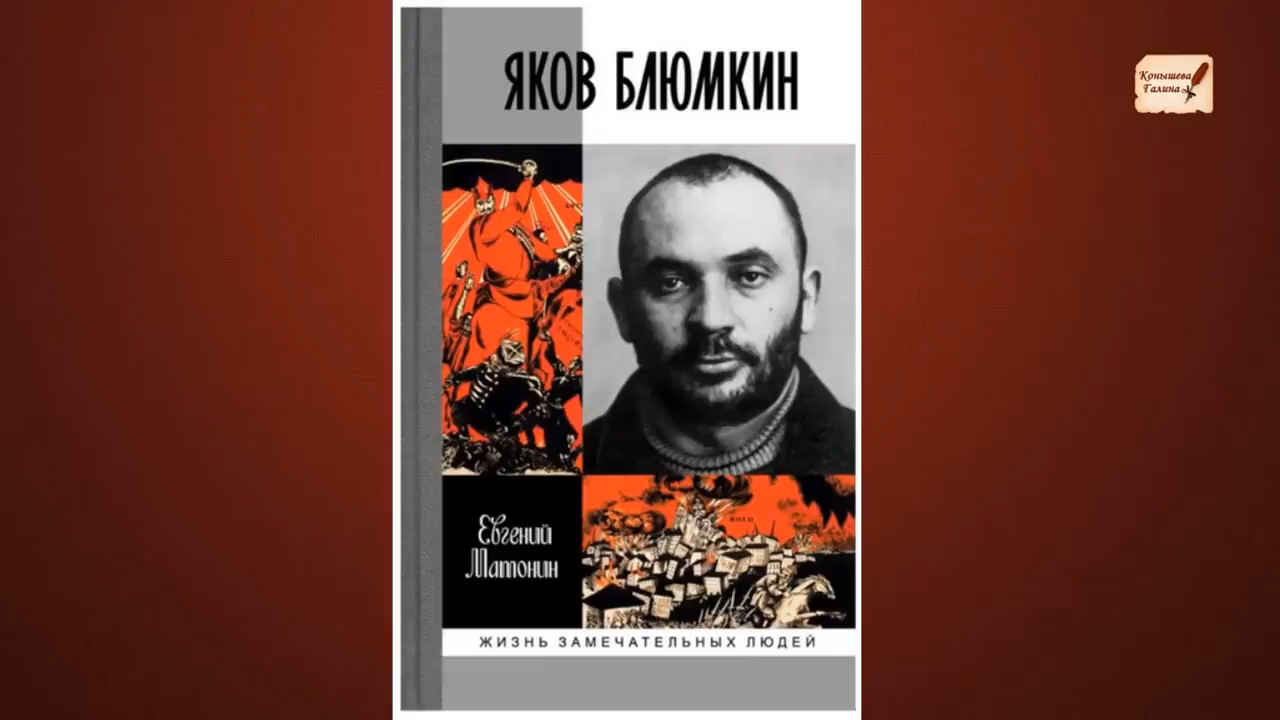 ЯКОВ БЛЮМКИН
Конышева
Галина
Евгений
Матонин
ЖИЗНЬ ЗАМЕЧАТЕЛЬНЫХ ЛЮДЕЙ